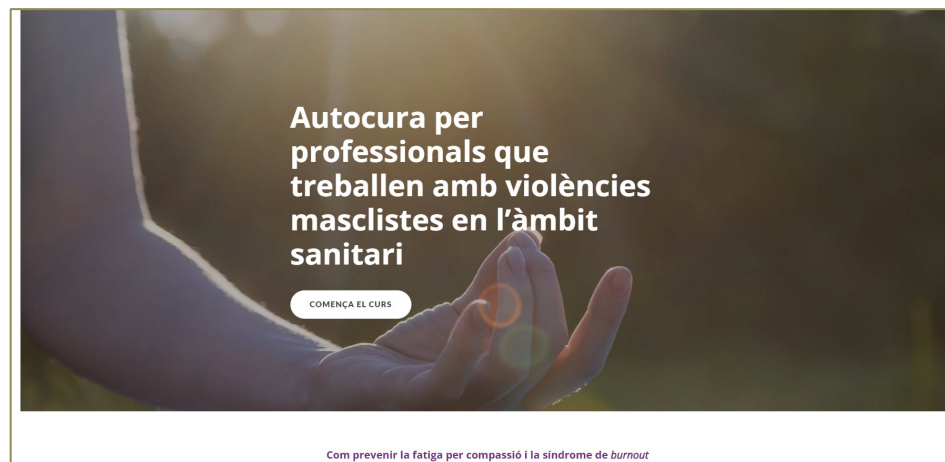 Autocura per
professionals que
treballen amb violències
masclistes en l’àmbit
sanitari
COMENÇA EL CURS
Com prevenir la fatiga per compassió i la síndrome de burnout